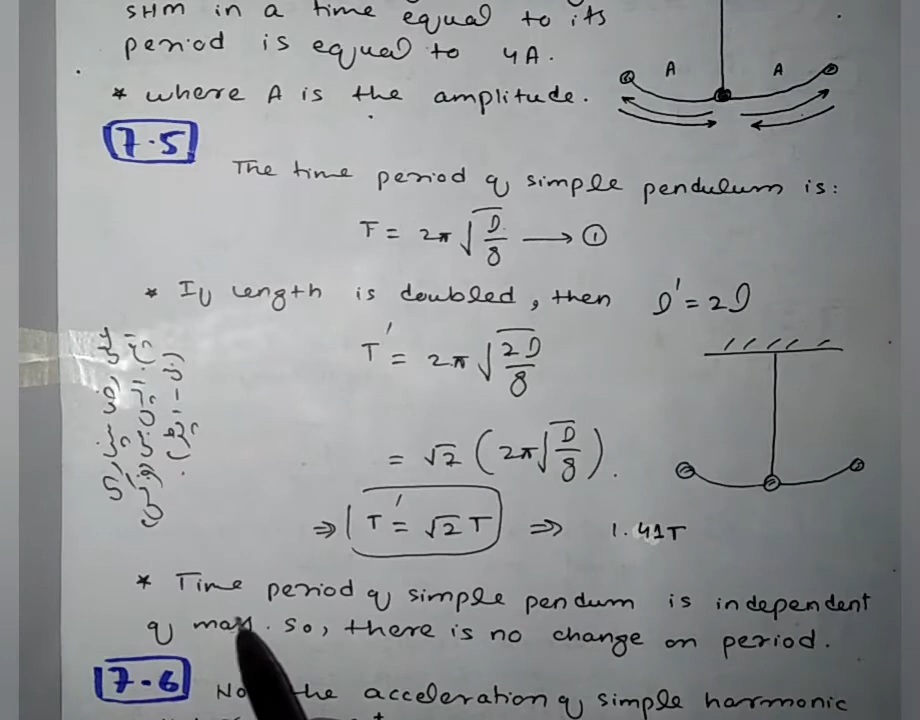 SHM in a time equal to its
period is equal to 4A.
* where A is the amplitude.
A A
7.5
The time period of simple pendulum is:
T = 2π √(l/g) → ①
* If length is doubled, then l' = 2l
T' = 2π √(2l/g)
= √2 (2π √(l/g)).
⇒ T' = √2 T ⇒ 1.41T
* Time period of simple pendum is independent
of mass. so, there is no change on period.
7.6
the acceleration of simple harmonic